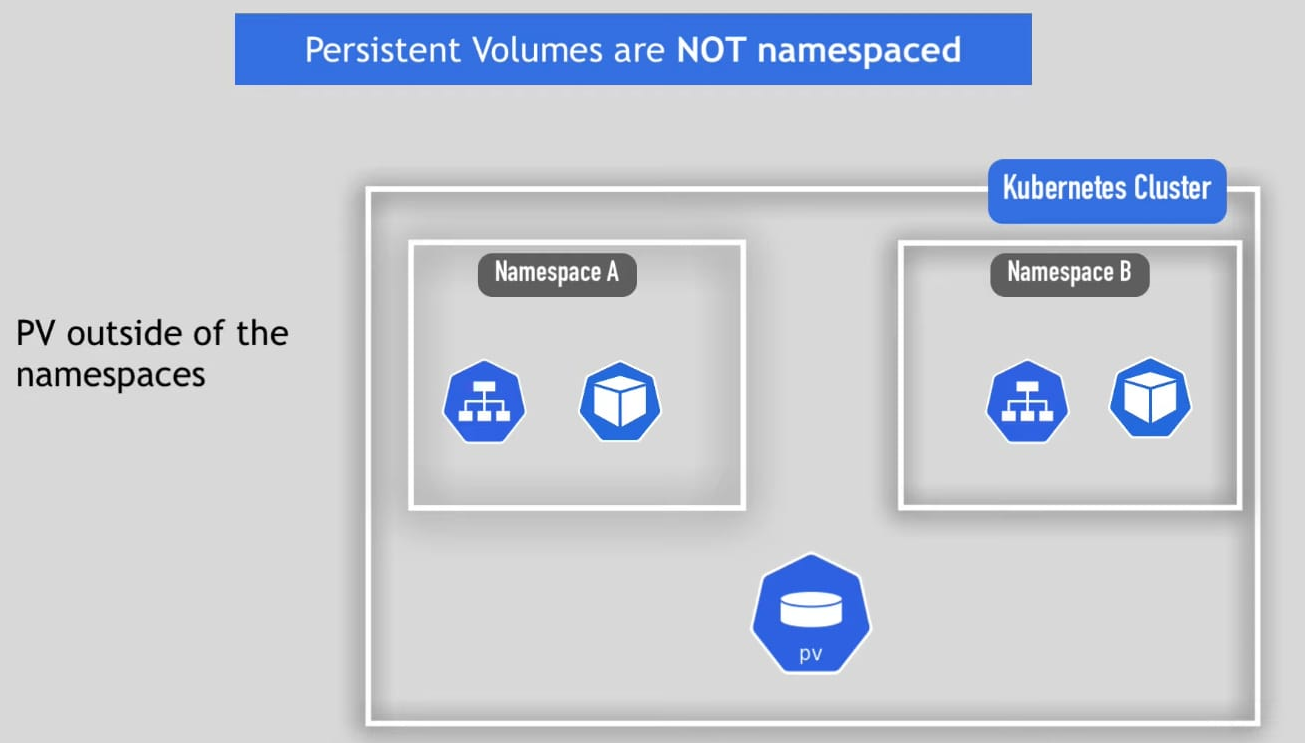 Persistent Volumes are NOT namespaced
Kubernetes Cluster
Namespace A
Namespace B
PV outside of the
namespaces
pv